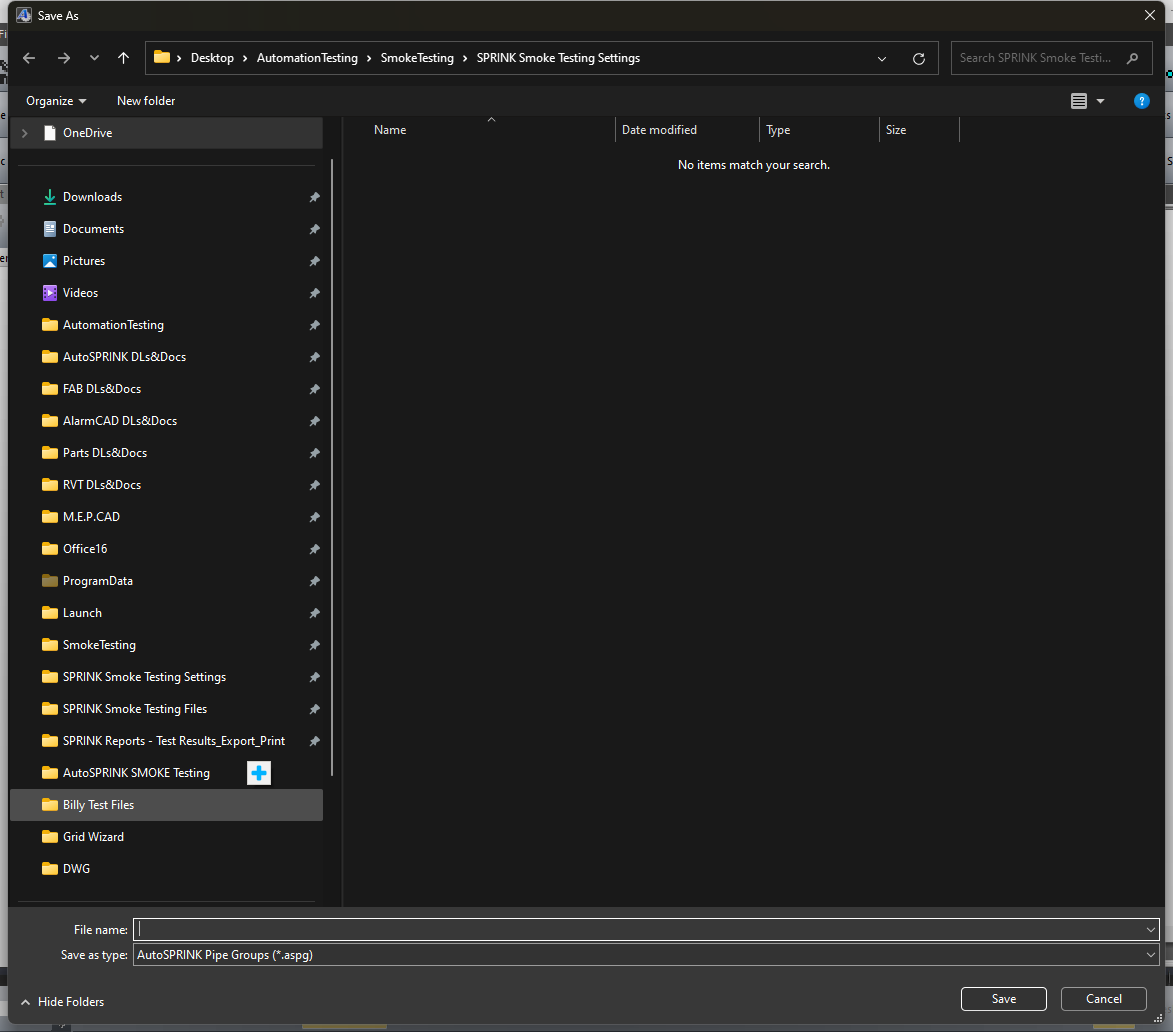 Save As
Desktop > AutomationTesting > SmokeTesting > SPRINK Smoke Testing Settings
Search SPRINK Smoke Testi...
Organize
New folder
?
OneDrive
Name
Date modified
Type
Size
No items match your search.
Downloads
Documents
Pictures
Videos
AutomationTesting
AutoSPRINK DLs&Docs
FAB DLs&Docs
AlarmCAD DLs&Docs
Parts DLs&Docs
RVT DLs&Docs
M.E.P.CAD
Office16
ProgramData
Launch
SmokeTesting
SPRINK Smoke Testing Settings
SPRINK Smoke Testing Files
SPRINK Reports - Test Results_Export_Print
AutoSPRINK SMOKE Testing
Billy Test Files
Grid Wizard
DWG
File name:
Save as type: AutoSPRINK Pipe Groups (*.aspg)
Hide Folders
Save
Cancel